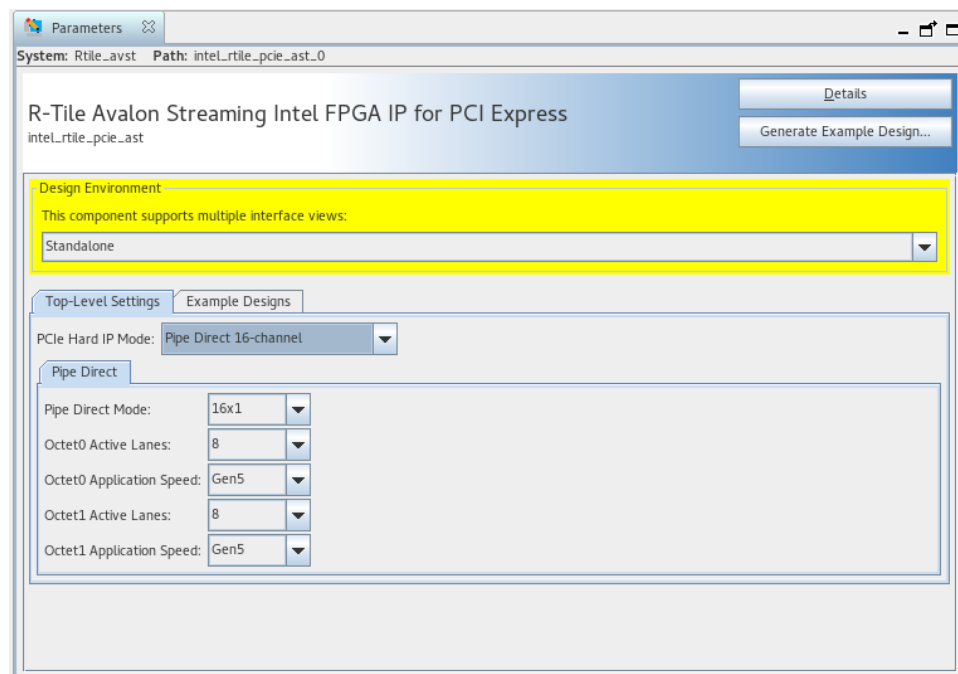 Parameters
System: Rtile_avst Path: intel_rtile_pcie_ast_0
R-Tile Avalon Streaming Intel FPGA IP for PCI Express
intel_rtile_pcie_ast
Details
Generate Example Design...
Design Environment
This component supports multiple interface views:
Standalone
Top-Level Settings Example Designs
PCIe Hard IP Mode: Pipe Direct 16-channel
Pipe Direct
Pipe Direct Mode: 16x1
Octet0 Active Lanes: 8
Octet0 Application Speed: Gen5
Octet1 Active Lanes: 8
Octet1 Application Speed: Gen5